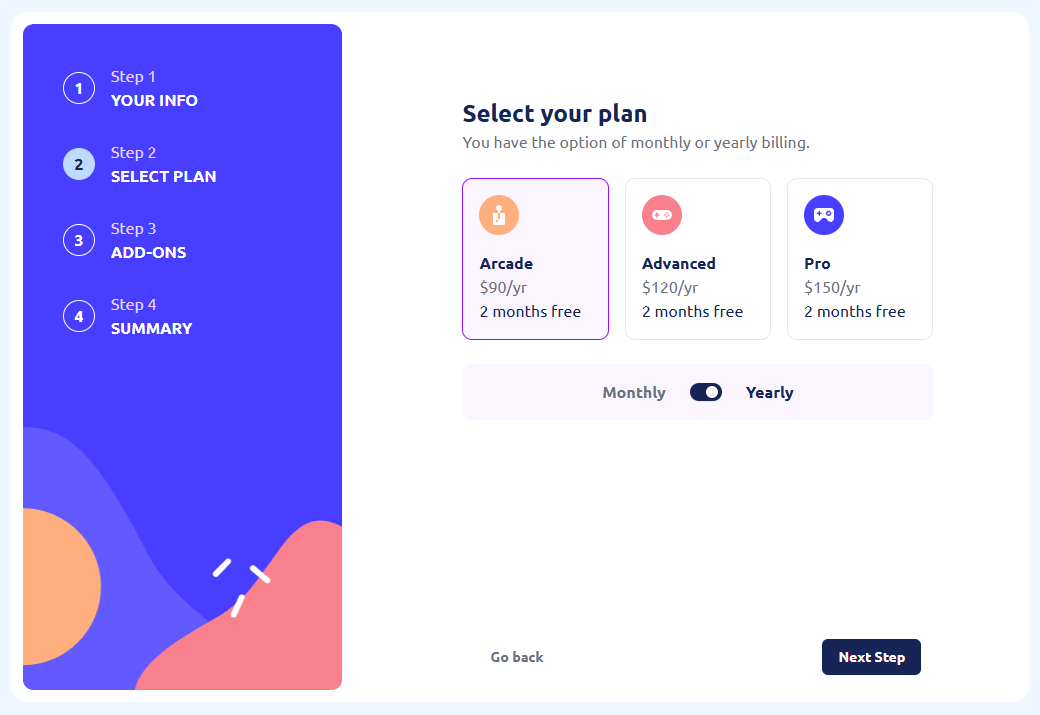 1
Step 1
YOUR INFO
2
Step 2
SELECT PLAN
3
Step 3
ADD-ONS
4
Step 4
SUMMARY
Select your plan
You have the option of monthly or yearly billing.
Arcade
$90/yr
2 months free
Advanced
$120/yr
2 months free
Pro
$150/yr
2 months free
Monthly
Yearly
Go back
Next Step